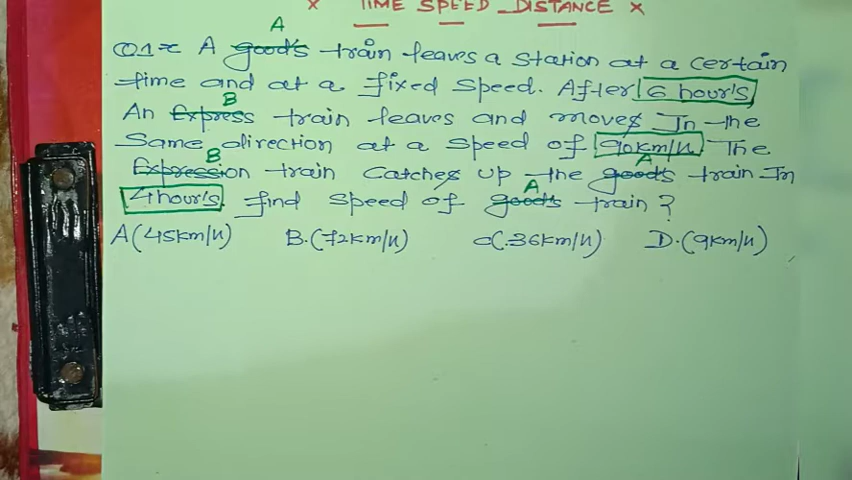 × TIME SPEED DISTANCE ×
A
Q1= A good's train leaves a station at a certain
time and at a fixed speed. After 6 hour's
B
An Express train leaves and moves In the
same direction at a speed of 90km/h The
B A
Expression train catches up the good's train In
A
4 hour's. find speed of good's train?
A(45km/h) B.(72km/h) C(.36km/h) D.(9km/h)